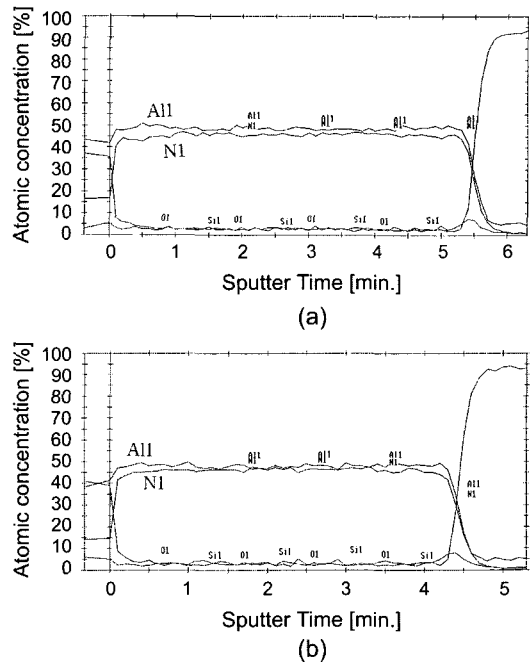 Atomic concentration [%]
100
90
80
70
60
50
40
30
20
10
0
Al1
N1
Al1 Al1 Al1 Al1
N1 N1 N1 N1
O1 Si1 O1 Si1 O1 Si1 O1 Si1
0 1 2 3 4 5 6
Sputter Time [min.]
(a)
Atomic concentration [%]
100
90
80
70
60
50
40
30
20
10
0
Al1
N1
Al1 Al1 Al1
N1 N1 N1
Al1
N1
O1 Si1 O1 Si1 O1 Si1 O1 Si1
0 1 2 3 4 5
Sputter Time [min.]
(b)